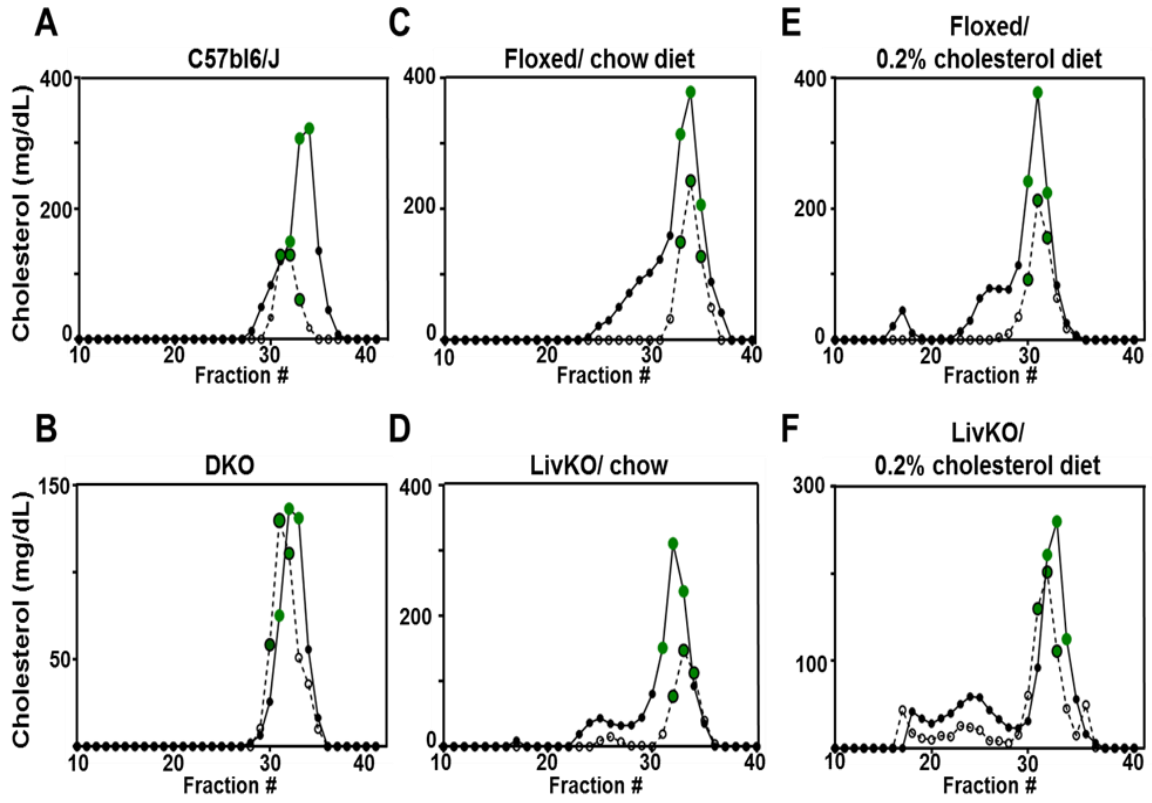 A
C57bl6/J
400
200
0
10 20 30 40
Fraction #
Cholesterol (mg/dL)
C
Floxed/ chow diet
400
200
0
10 20 30 40
Fraction #
E
Floxed/
0.2% cholesterol diet
400
200
0
10 20 30 40
Fraction #
B
DKO
150
50
10 20 30 40
Fraction #
Cholesterol (mg/dL)
D
LivKO/ chow
400
200
0
10 20 30 40
Fraction #
F
LivKO/
0.2% cholesterol diet
300
100
10 20 30 40
Fraction #